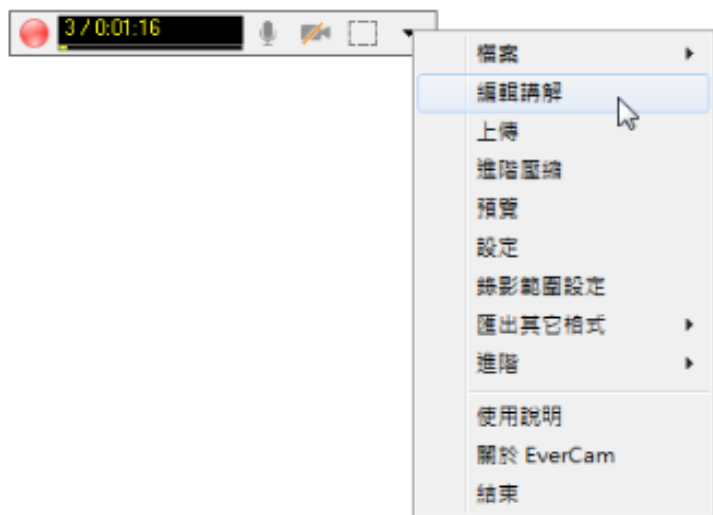 3 / 0:01:16
檔案
編輯講解
上傳
進階壓縮
預覽
設定
錄影範圍設定
匯出其它格式
進階
使用說明
關於 EverCam
結束